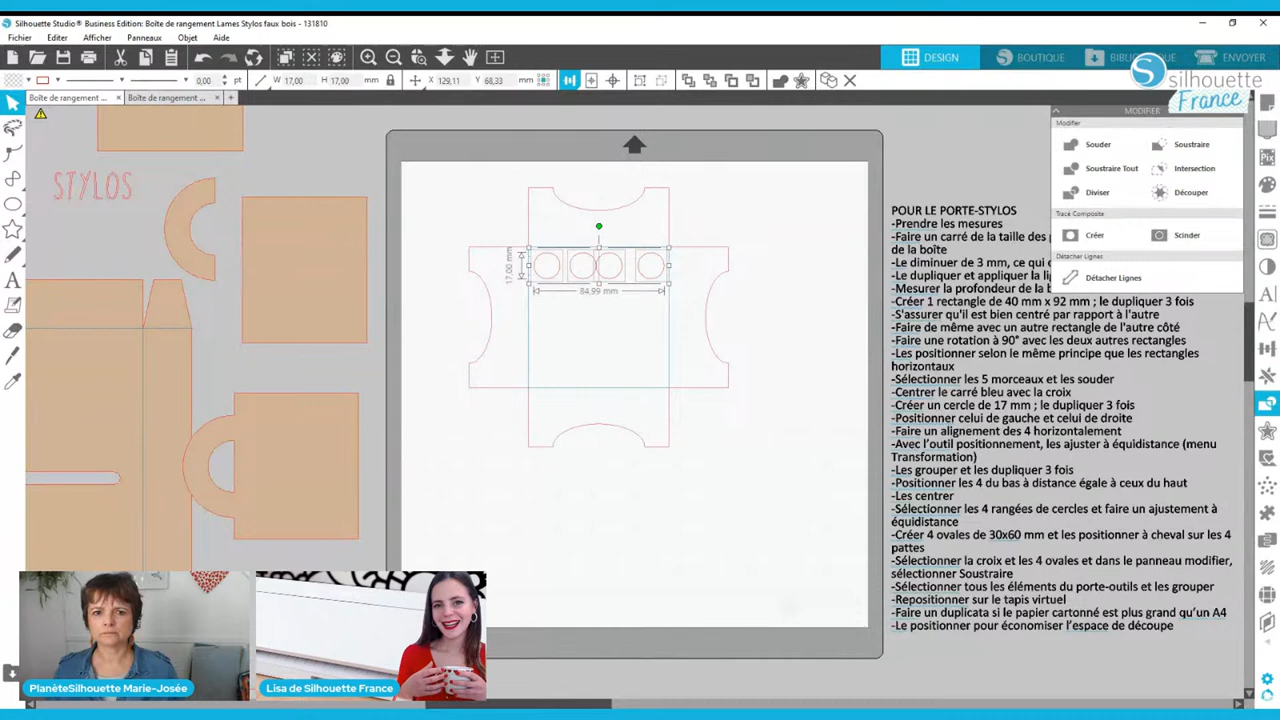 Silhouette Studio® Business Edition: Boîte de rangement Lames Stylos faux bois - 131810
Fichier Editer Afficher Panneaux Objet Aide
DESIGN BOUTIQUE ENVOYER
0,00 pt W 17,00 H 17,00 mm X 129,11 Y 68,33 mm
silhouette
France
Boîte de rangement ... Boîte de rangement ...
MODIFIER
Modifier
Souder Soustraire
Soustraire Tout Intersection
Diviser Découper
Tracé Composite
Créer Scinder
Détacher Lignes
Détacher Lignes
STYLOS
17,00 mm
84,99 mm
POUR LE PORTE-STYLOS
-Prendre les mesures
-Faire un carré de la taille des
de la boîte
-Le diminuer de 3 mm, ce qui
-Le dupliquer et appliquer la
-Mesurer la profondeur de la
-Créer 1 rectangle de 40 mm x 92 mm ; le dupliquer 3 fois
-S'assurer qu'il est bien centré par rapport à l'autre
-Faire de même avec un autre rectangle de l'autre côté
-Faire une rotation à 90° avec les deux autres rectangles
-Les positionner selon le même principe que les rectangles
horizontaux
-Sélectionner les 5 morceaux et les souder
-Centrer le carré bleu avec la croix
-Créer un cercle de 17 mm ; le dupliquer 3 fois
-Positionner celui de gauche et celui de droite
-Faire un alignement des 4 horizontalement
-Avec l'outil positionnement, les ajuster à équidistance (menu
Transformation)
-Les grouper et les dupliquer 3 fois
-Positionner les 4 du bas à distance égale à ceux du haut
-Les centrer
-Sélectionner les 4 rangées de cercles et faire un ajustement à
équidistance
-Créer 4 ovales de 30x60 mm et les positionner à cheval sur les 4
pattes
-Sélectionner la croix et les 4 ovales et dans le panneau modifier,
sélectionner Soustraire
-Sélectionner tous les éléments du porte-outils et les grouper
-Repositionner sur le tapis virtuel
-Faire un duplicata si le papier cartonné est plus grand qu'un A4
-Le positionner pour économiser l'espace de découpe
PlanèteSilhouette Marie-Josée
Lisa de Silhouette France